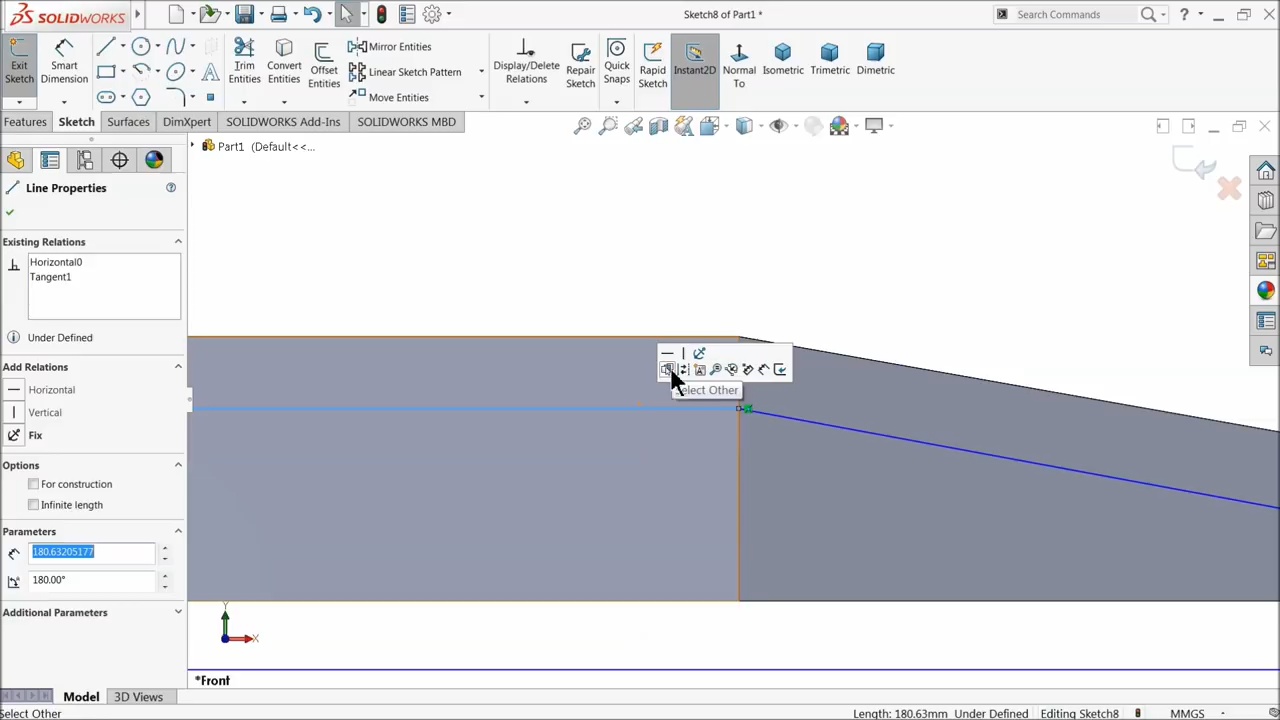 SOLIDWORKS
Sketch8 of Part1 *
Search Commands
Exit Sketch
Smart Dimension
Trim Entities
Convert Entities
Offset Entities
Mirror Entities
Linear Sketch Pattern
Move Entities
Display/Delete Relations
Repair Sketch
Quick Snaps
Rapid Sketch
Instant2D
Normal To
Isometric
Trimetric
Dimetric
Features
Sketch
Surfaces
DimXpert
SOLIDWORKS Add-Ins
SOLIDWORKS MBD
Part1 (Default<<...
Line Properties
Existing Relations
Horizontal0
Tangent1
Under Defined
Add Relations
Horizontal
Vertical
Fix
Options
For construction
Infinite length
Parameters
180.63205177
180.00°
Additional Parameters
Select Other
Y
X
*Front
Model
3D Views
Select Other
Length: 180.63mm
Under Defined
Editing Sketch8
MMGS